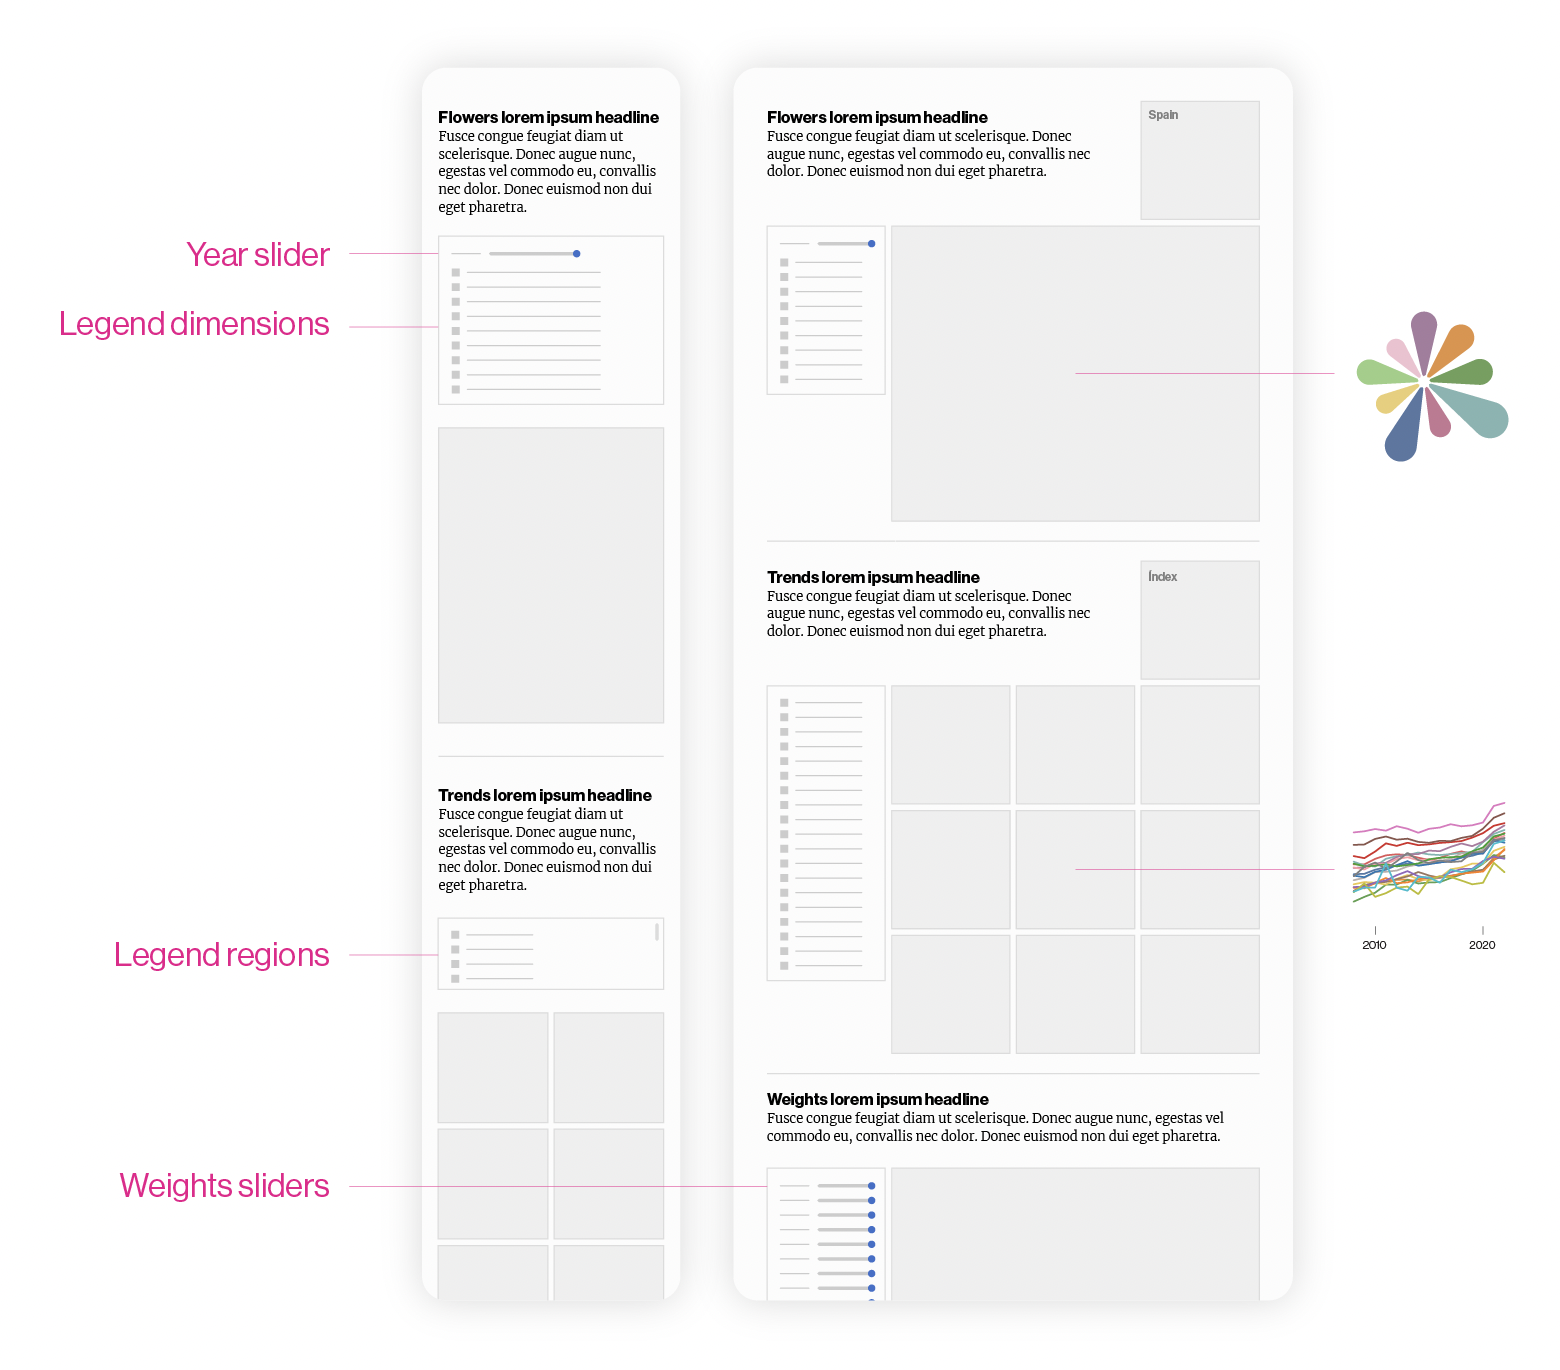 Year slider
Legend dimensions
Legend regions
Weights sliders
Flowers lorem ipsum headline
Fusce congue feugiat diam ut
scelerisque. Donec augue nunc,
egestas vel commodo eu, convallis
nec dolor. Donec euismod non dui
eget pharetra.
Trends lorem ipsum headline
Fusce congue feugiat diam ut
scelerisque. Donec augue nunc,
egestas vel commodo eu, convallis
nec dolor. Donec euismod non dui
eget pharetra.
Flowers lorem ipsum headline
Fusce congue feugiat diam ut scelerisque. Donec
augue nunc, egestas vel commodo eu, convallis nec
dolor. Donec euismod non dui eget pharetra.
Spain
Trends lorem ipsum headline
Fusce congue feugiat diam ut scelerisque. Donec
augue nunc, egestas vel commodo eu, convallis nec
dolor. Donec euismod non dui eget pharetra.
Índex
Weights lorem ipsum headline
Fusce congue feugiat diam ut scelerisque. Donec augue nunc, egestas vel
commodo eu, convallis nec dolor. Donec euismod non dui eget pharetra.
2010
2020